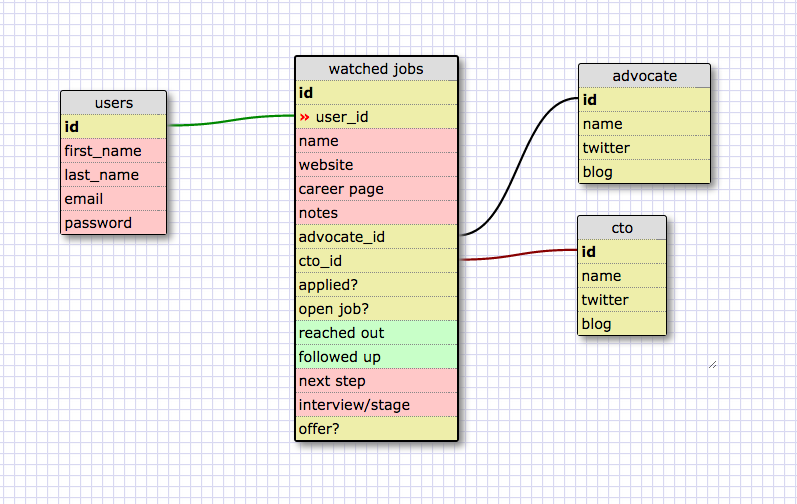 users
id
first_name
last_name
email
password
watched jobs
id
» user_id
name
website
career page
notes
advocate_id
cto_id
applied?
open job?
reached out
followed up
next step
interview/stage
offer?
advocate
id
name
twitter
blog
cto
id
name
twitter
blog